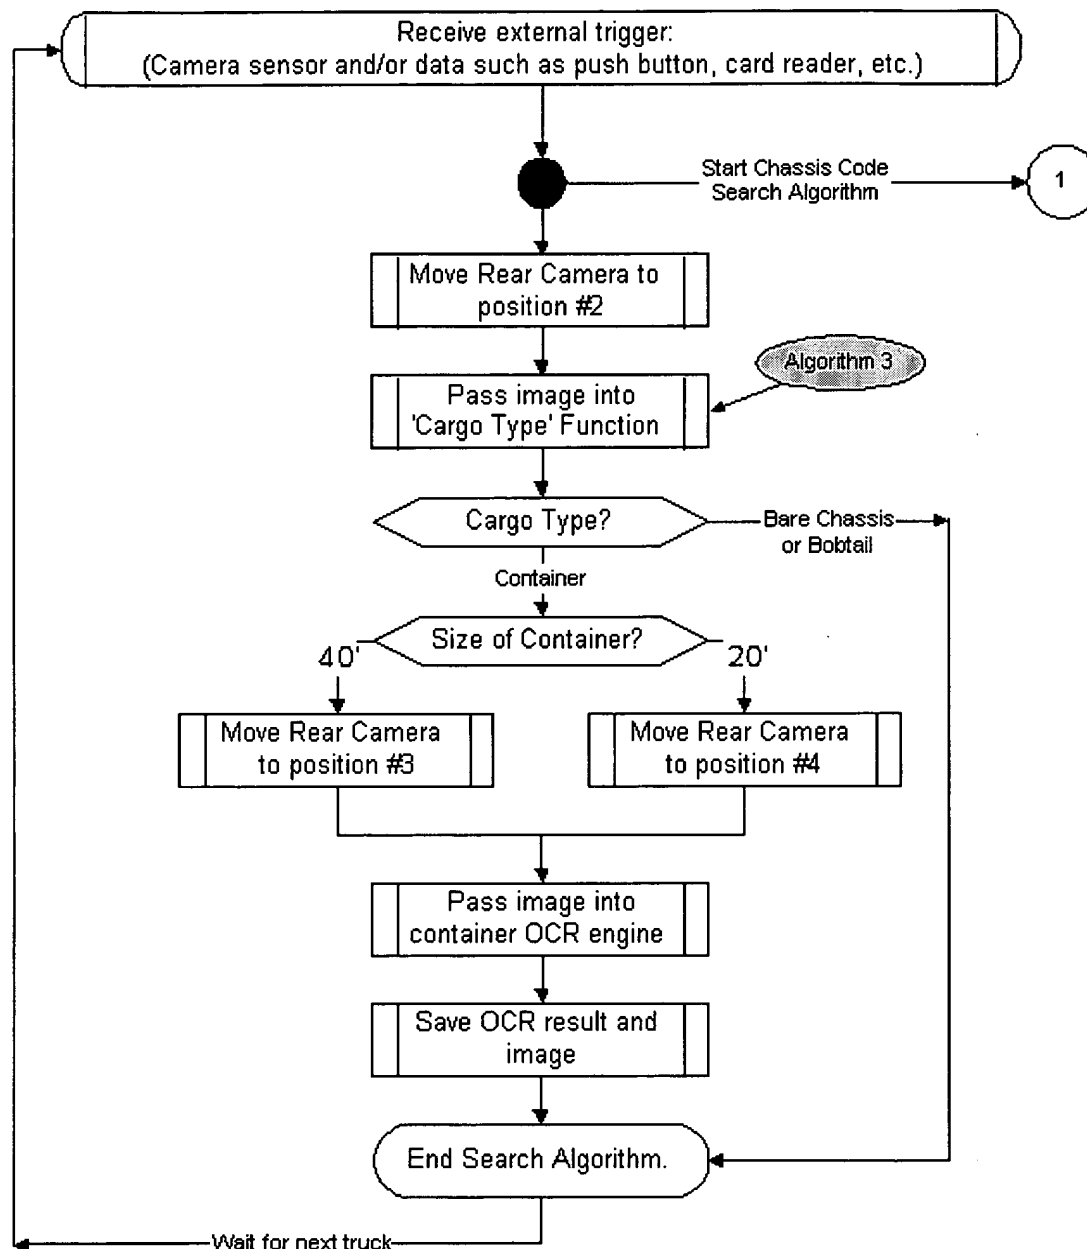 Receive external trigger:
(Camera sensor and/or data such as push button, card reader, etc.)
Start Chassis Code
Search Algorithm
1
Move Rear Camera to
position #2
Algorithm 3
Pass image into
'Cargo Type' Function
Cargo Type?
Bare Chassis
or Bobtail
Container
Size of Container?
40'
20'
Move Rear Camera
to position #3
Move Rear Camera
to position #4
Pass image into
container OCR engine
Save OCR result and
image
End Search Algorithm.
Wait for next truck